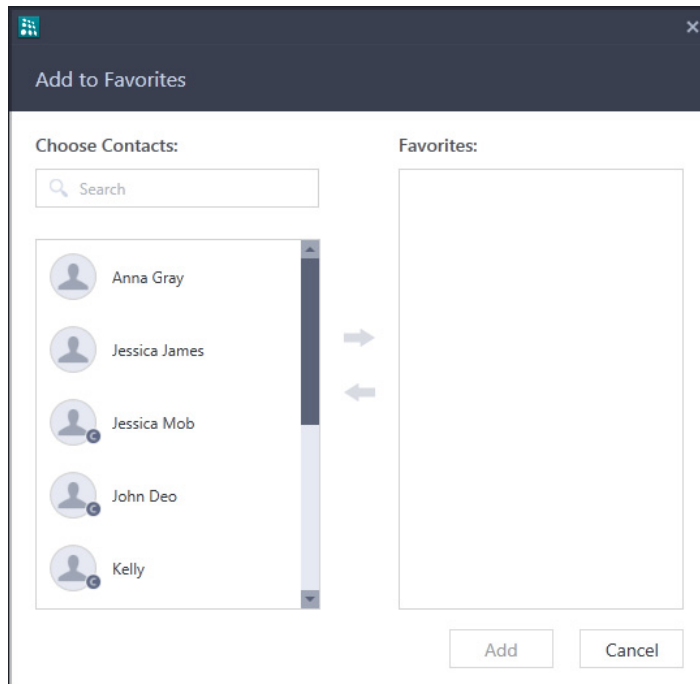 Add to Favorites
Choose Contacts:
Favorites:
Search
Anna Gray
Jessica James
Jessica Mob
C
John Deo
C
Kelly
C
Add
Cancel